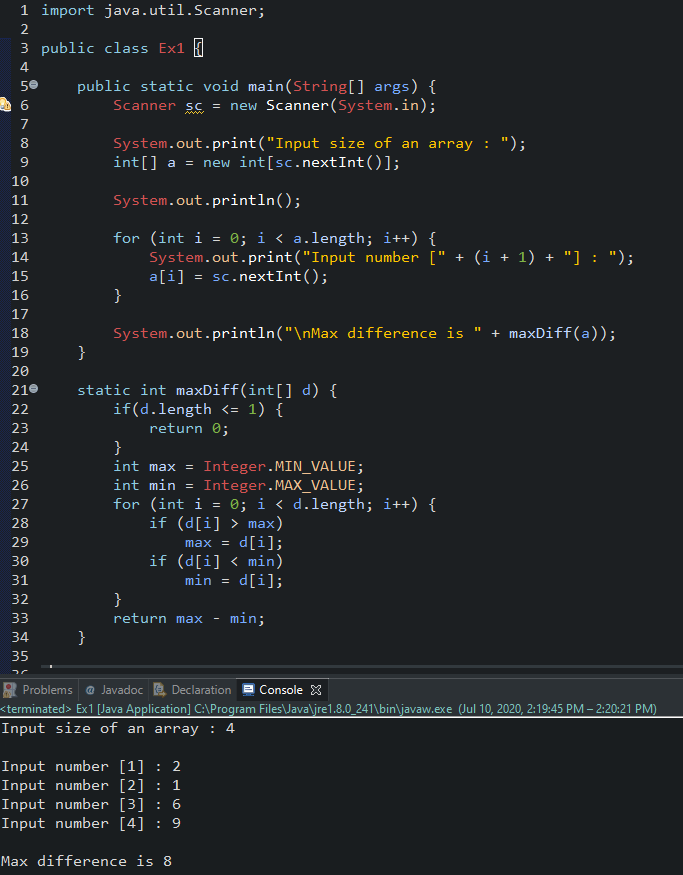 1 import java.util.Scanner;
2
3 public class Ex1 {
4
5     public static void main(String[] args) {
6         Scanner sc = new Scanner(System.in);
7
8         System.out.print("Input size of an array : ");
9         int[] a = new int[sc.nextInt()];
10
11         System.out.println();
12
13         for (int i = 0; i < a.length; i++) {
14             System.out.print("Input number [" + (i + 1) + "] : ");
15             a[i] = sc.nextInt();
16         }
17
18         System.out.println("\nMax difference is " + maxDiff(a));
19     }
20
21     static int maxDiff(int[] d) {
22         if(d.length <= 1) {
23             return 0;
24         }
25         int max = Integer.MIN_VALUE;
26         int min = Integer.MAX_VALUE;
27         for (int i = 0; i < d.length; i++) {
28             if (d[i] > max)
29                 max = d[i];
30             if (d[i] < min)
31                 min = d[i];
32         }
33         return max - min;
34     }
35
Problems @ Javadoc Declaration Console
<terminated> Ex1 [Java Application] C:\Program Files\Java\jre1.8.0_241\bin\javaw.exe (Jul 10, 2020, 2:19:45 PM – 2:20:21 PM)
Input size of an array : 4

Input number [1] : 2
Input number [2] : 1
Input number [3] : 6
Input number [4] : 9

Max difference is 8